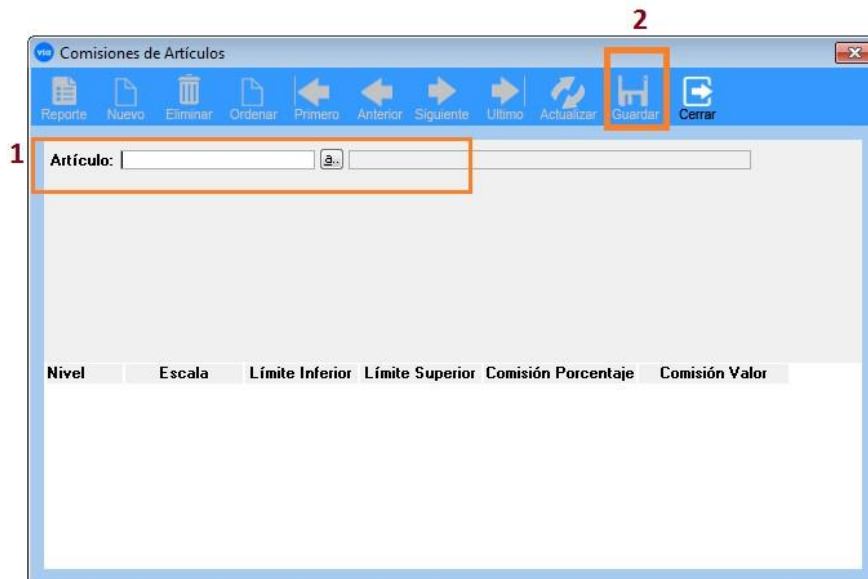 2
via Comisiones de Artículos
Reporte Nuevo Eliminar Ordenar Primero Anterior Siguiente Ultimo Actualizar Guardar Cerrar
1
Artículo: a..
Nivel Escala Límite Inferior Límite Superior Comisión Porcentaje Comisión Valor